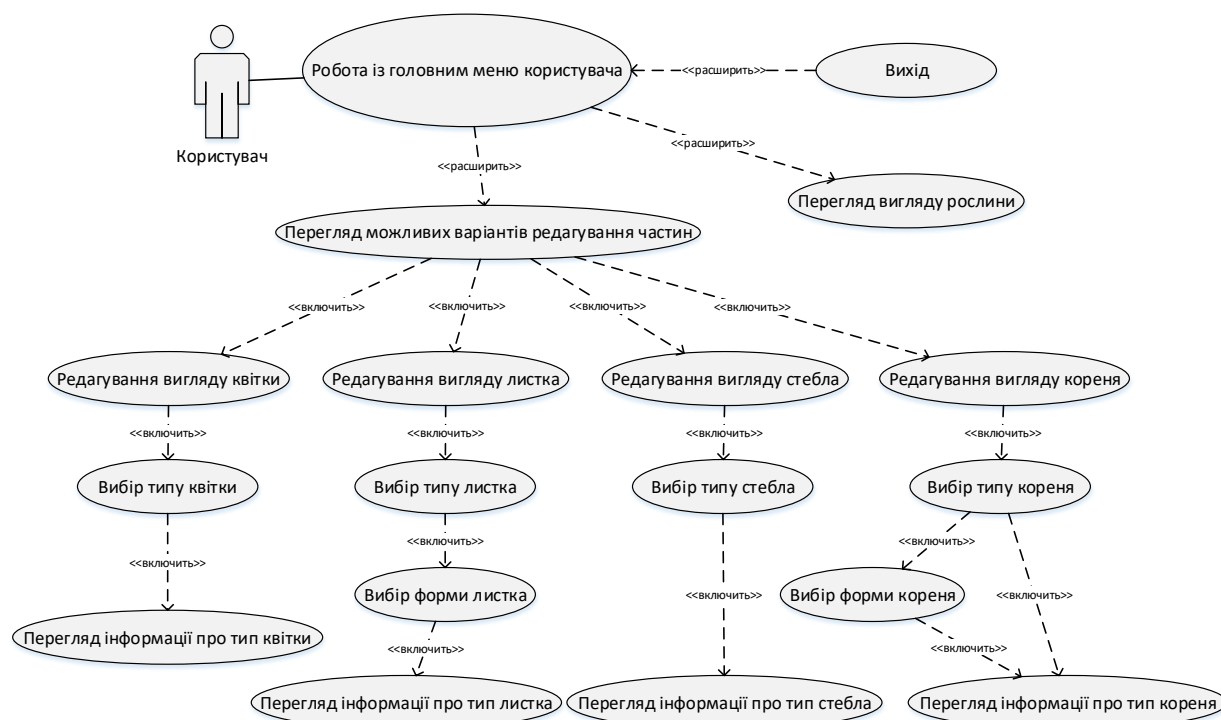 Робота із головним меню користувача
<<расширить>>
Вихід
Користувач
<<расширить>>
<<расширить>>
Перегляд вигляду рослини
Перегляд можливих варіантів редагування частин
<<включить>>
<<включить>>
<<включить>>
<<включить>>
Редагування вигляду квітки
Редагування вигляду листка
Редагування вигляду стебла
Редагування вигляду кореня
<<включить>>
<<включить>>
<<включить>>
<<включить>>
Вибір типу квітки
Вибір типу листка
Вибір типу стебла
Вибір типу кореня
<<включить>>
<<включить>>
<<включить>>
<<включить>>
<<включить>>
Вибір форми листка
Вибір форми кореня
Перегляд інформації про тип квітки
<<включить>>
<<включить>>
Перегляд інформації про тип листка
Перегляд інформації про тип стебла
Перегляд інформації про тип кореня